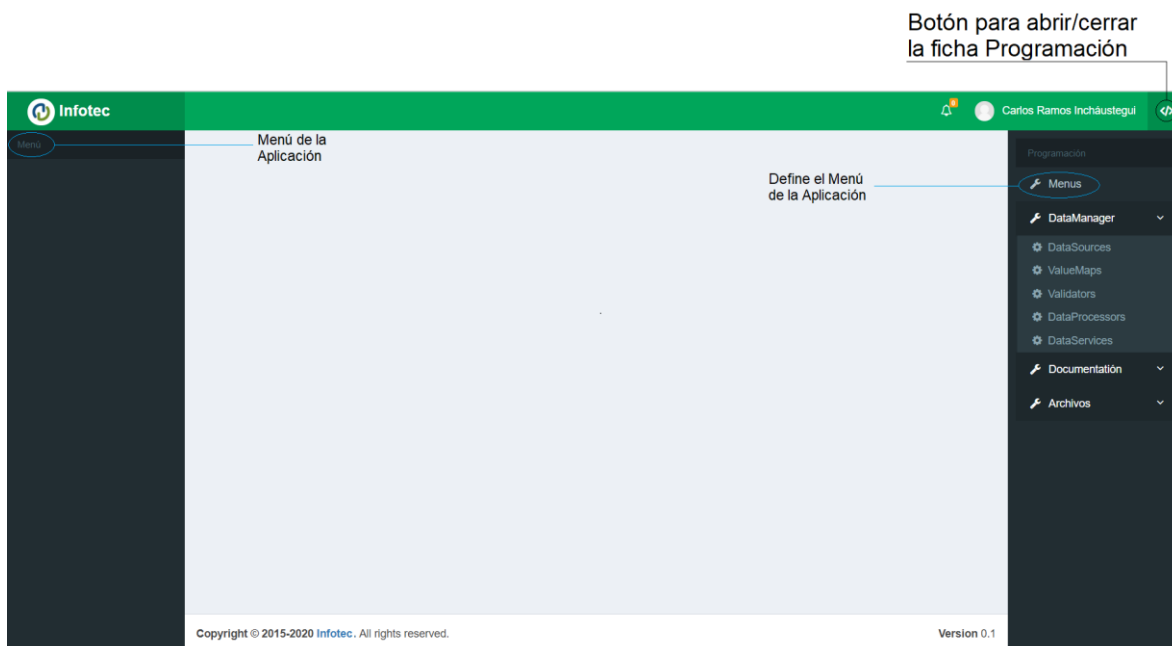 Botón para abrir/cerrar
la ficha Programación
Infotec
0
Carlos Ramos Incháustegui
</>
Menú
Menú de la
Aplicación
Define el Menú
de la Aplicación
Programación
Menus
DataManager
DataSources
ValueMaps
Validators
DataProcessors
DataServices
Documentatión
Archivos
Copyright © 2015-2020 Infotec. All rights reserved.
Version 0.1